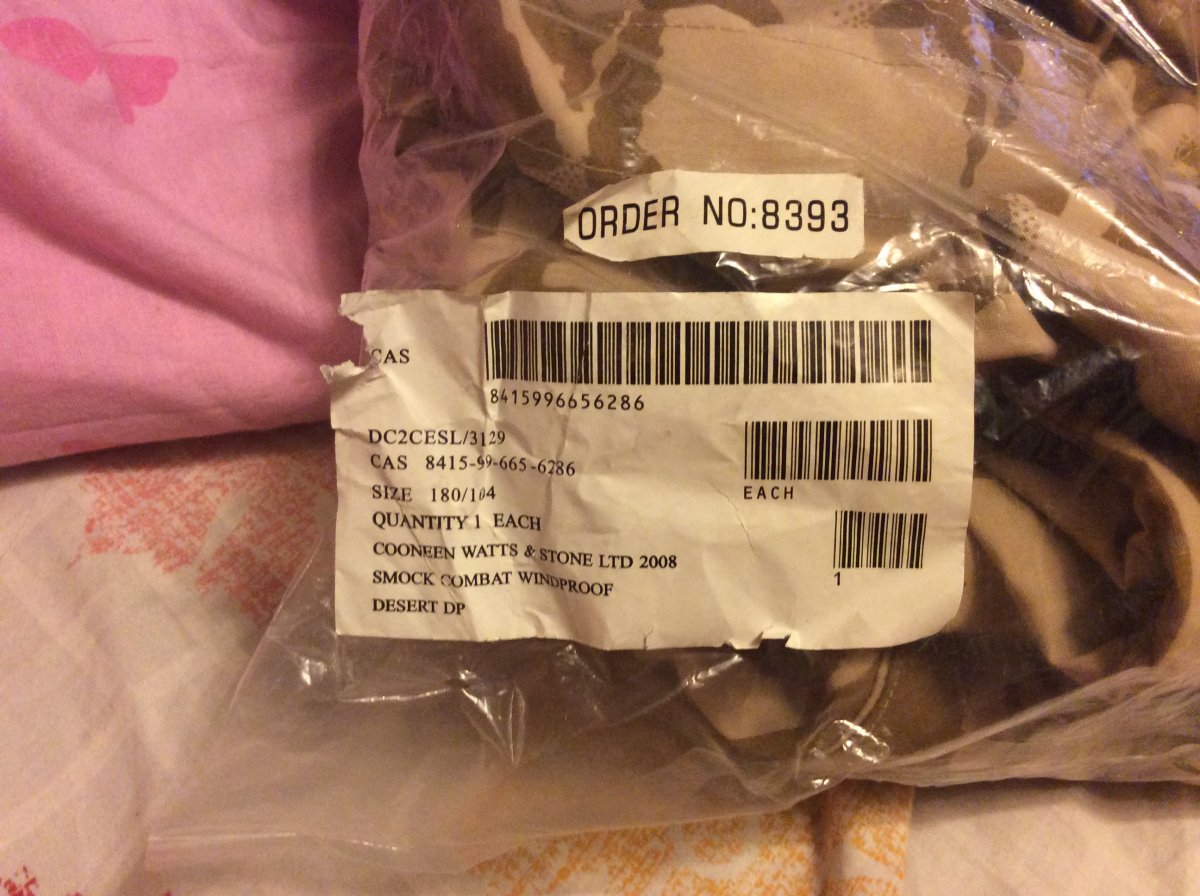 ORDER NO:8393
CAS
8415996656286
DC2CESL/3129
CAS 8415-99-665-6286
EACH
SIZE 180/104
QUANTITY 1 EACH
COONEEN WATTS & STONE LTD 2008
SMOCK COMBAT WINDPROOF
1
DESERT DP